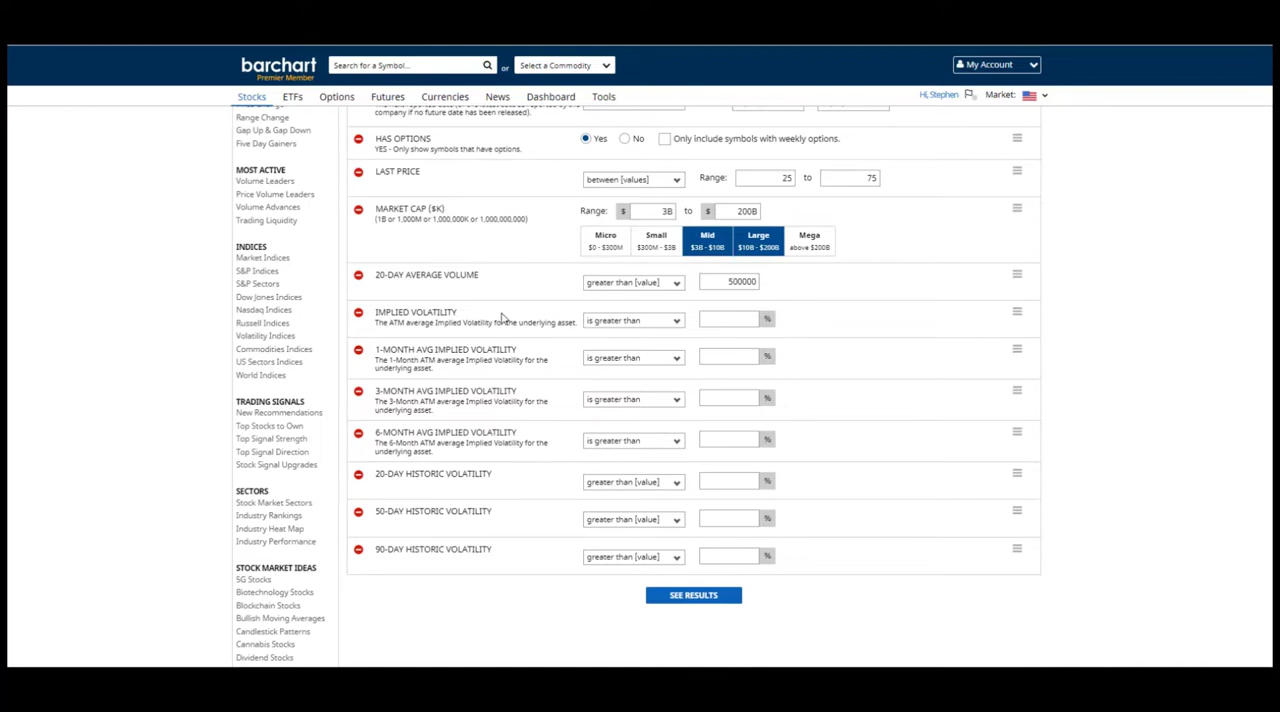 barchart
Premier Member
Search for a Symbol...
or
Select a Commodity
My Account
Stocks
ETFs
Options
Futures
Currencies
News
Dashboard
Tools
Hi, Stephen
Market:
Range Change
Gap Up & Gap Down
Five Day Gainers
MOST ACTIVE
Volume Leaders
Price Volume Leaders
Volume Advances
Trading Liquidity
INDICES
Market Indices
S&P Indices
S&P Sectors
Dow Jones Indices
Nasdaq Indices
Russell Indices
Volatility Indices
Commodities Indices
US Sectors Indices
World Indices
TRADING SIGNALS
New Recommendations
Top Stocks to Own
Top Signal Strength
Top Signal Direction
Stock Signal Upgrades
SECTORS
Stock Market Sectors
Industry Rankings
Industry Heat Map
Industry Performance
STOCK MARKET IDEAS
5G Stocks
Biotechnology Stocks
Blockchain Stocks
Bullish Moving Averages
Candlestick Patterns
Cannabis Stocks
Dividend Stocks
company if no future date has been released).
HAS OPTIONS
YES - Only show symbols that have options.
Yes
No
Only include symbols with weekly options.
LAST PRICE
between [values]
Range:
25
to
75
MARKET CAP ($K)
(1B or 1,000M or 1,000,000K or 1,000,000,000)
Range:
$
3B
to
$
200B
Micro
$0 - $300M
Small
$300M - $3B
Mid
$3B - $10B
Large
$10B - $200B
Mega
above $200B
20-DAY AVERAGE VOLUME
greater than [value]
500000
IMPLIED VOLATILITY
The ATM average Implied Volatility for the underlying asset.
is greater than
%
1-MONTH AVG IMPLIED VOLATILITY
The 1-Month ATM average Implied Volatility for the
underlying asset.
is greater than
%
3-MONTH AVG IMPLIED VOLATILITY
The 3-Month ATM average Implied Volatility for the
underlying asset.
is greater than
%
6-MONTH AVG IMPLIED VOLATILITY
The 6-Month ATM average Implied Volatility for the
underlying asset.
is greater than
%
20-DAY HISTORIC VOLATILITY
greater than [value]
%
50-DAY HISTORIC VOLATILITY
greater than [value]
%
90-DAY HISTORIC VOLATILITY
greater than [value]
%
SEE RESULTS